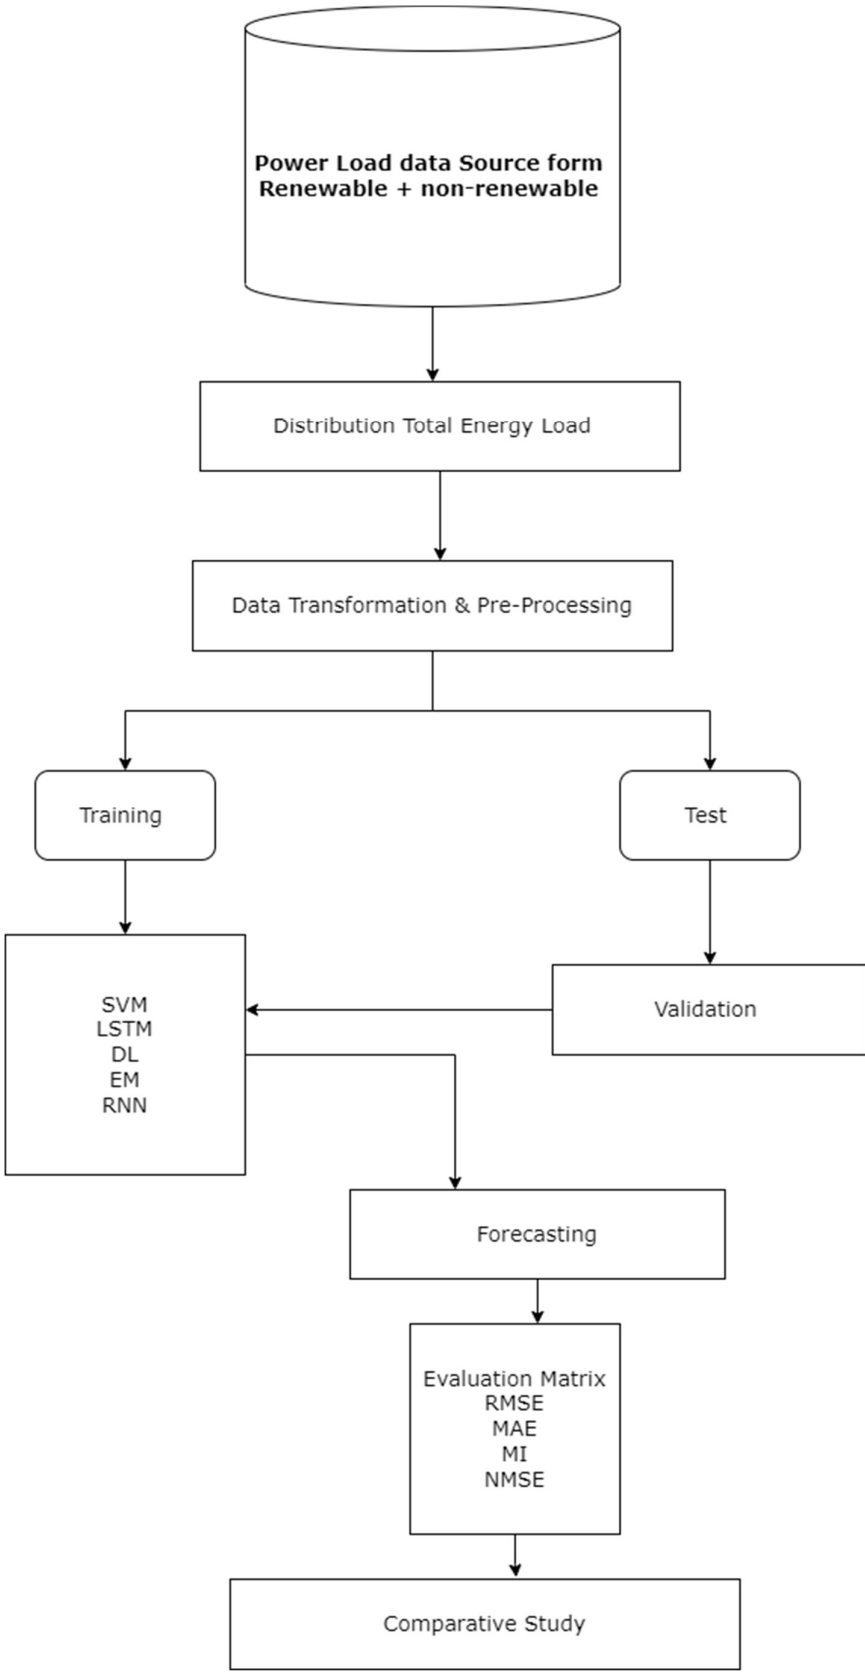 Power Load data Source form
Renewable + non-renewable
Distribution Total Energy Load
Data Transformation & Pre-Processing
Training
Test
SVM
LSTM
DL
EM
RNN
Validation
Forecasting
Evaluation Matrix
RMSE
MAE
MI
NMSE
Comparative Study